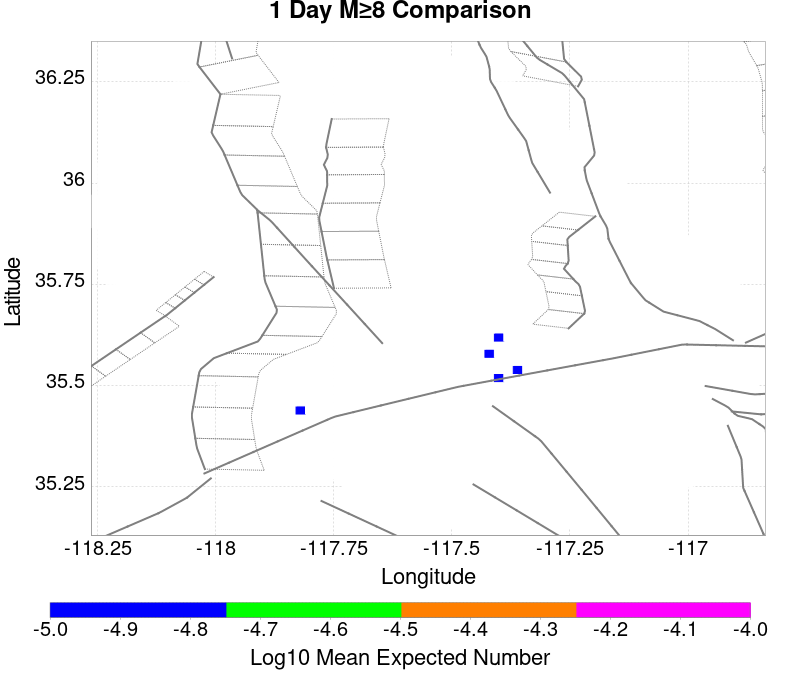 1 Day M≥8 Comparison
36.25
36
35.75
35.5
35.25
Latitude
-118.25 -118 -117.75 -117.5 -117.25 -117
Longitude
-5.0 -4.9 -4.8 -4.7 -4.6 -4.5 -4.4 -4.3 -4.2 -4.1 -4.0
Log10 Mean Expected Number